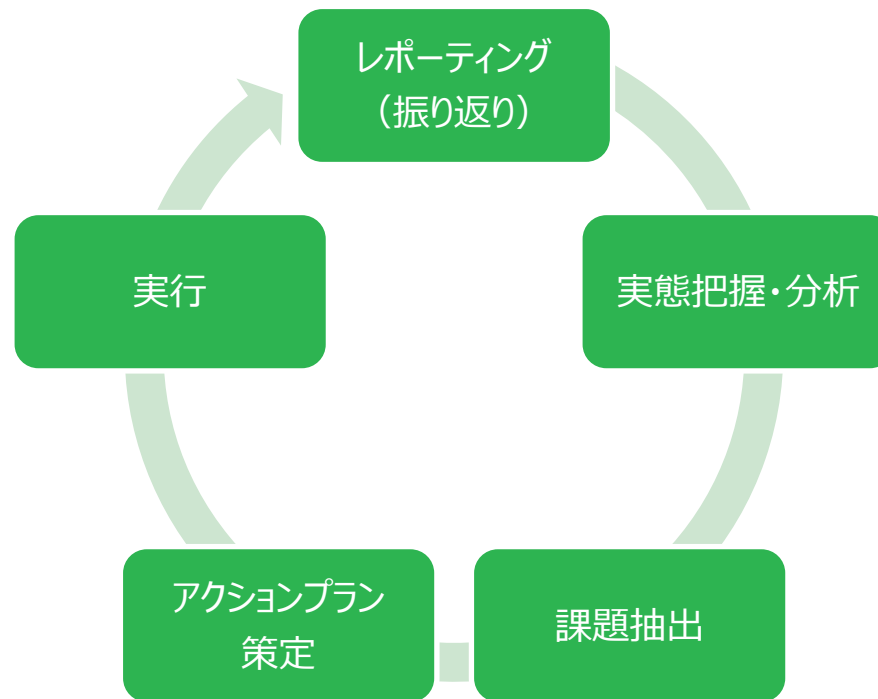 レポーティング
（振り返り）
実態把握・分析
課題抽出
アクションプラン
策定
実行